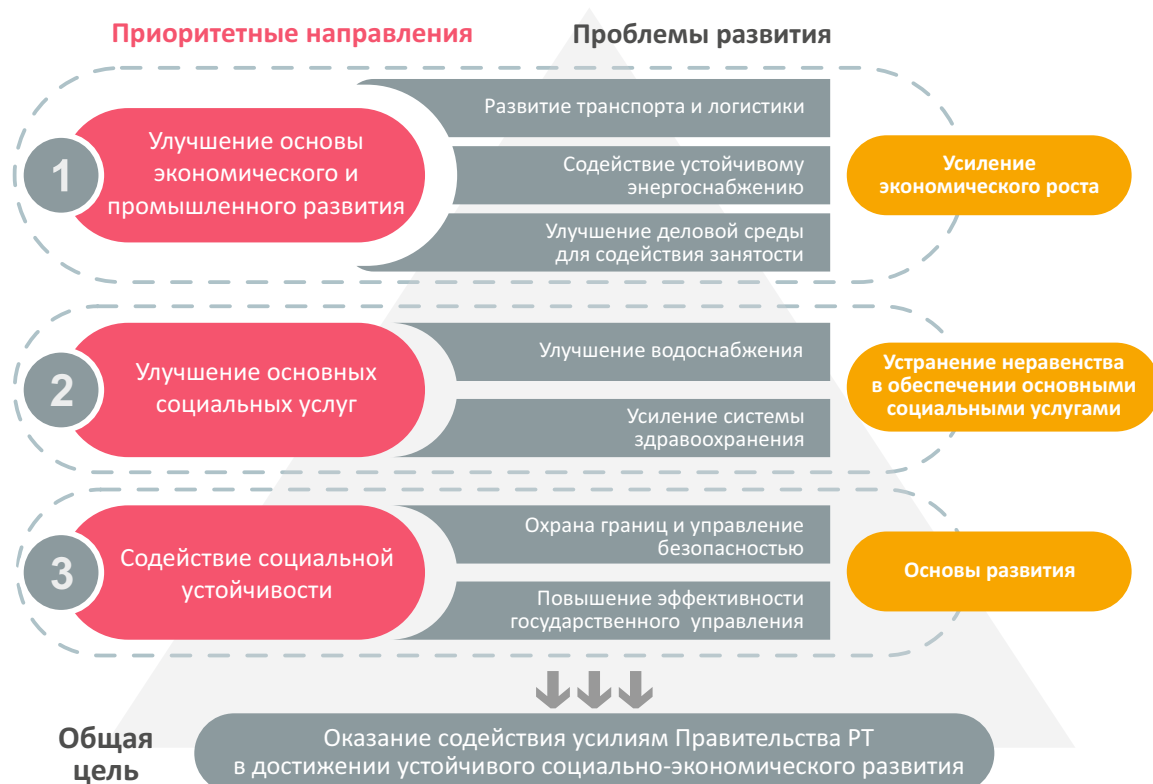 Приоритетные направления
Проблемы развития
1
Улучшение основы
экономического и
промышленного развития
Развитие транспорта и логистики
Содействие устойчивому
энергоснабжению
Улучшение деловой среды
для содействия занятости
Усиление
экономического роста
2
Улучшение основных
социальных услуг
Улучшение водоснабжения
Усиление системы
здравоохранения
Устранение неравенства
в обеспечении основными
социальными услугами
3
Содействие социальной
устойчивости
Охрана границ и управление
безопасностью
Повышение эффективности
государственного управления
Основы развития
Общая
цель
Оказание содействия усилиям Правительства РТ
в достижении устойчивого социально-экономического развития